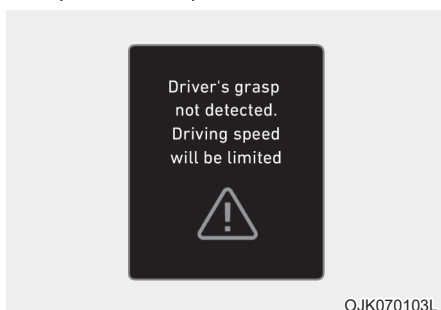 Driver's grasp
not detected.
Driving speed
will be limited
OJK070103L